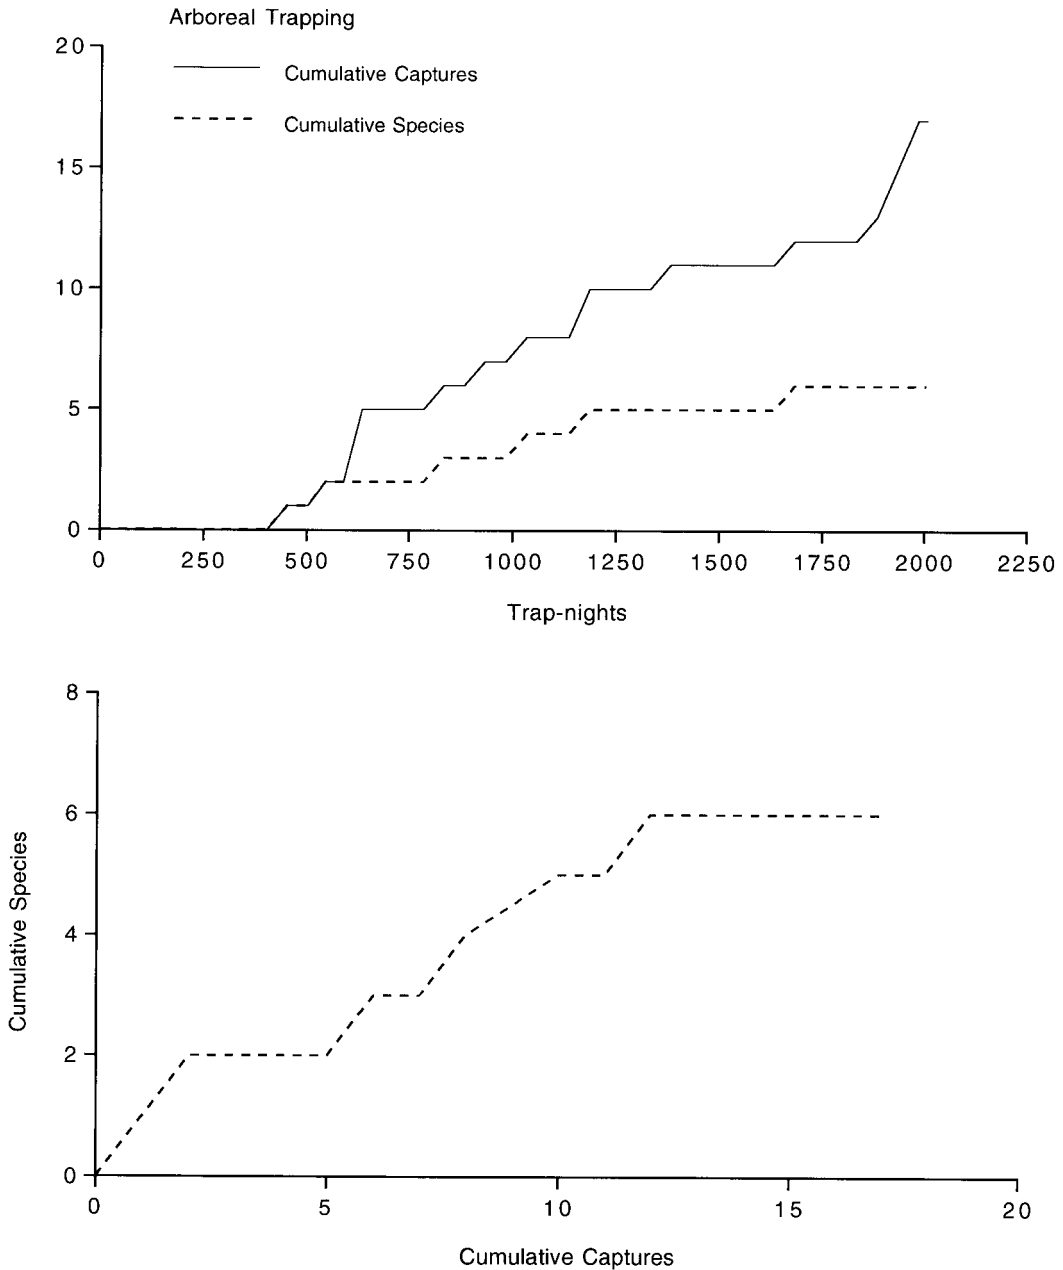 Arboreal Trapping
20
Cumulative Captures
Cumulative Species
15
10
5
0
0 250 500 750 1000 1250 1500 1750 2000 2250
Trap-nights
8
6
4
2
0
Cumulative Species
0 5 10 15 20
Cumulative Captures